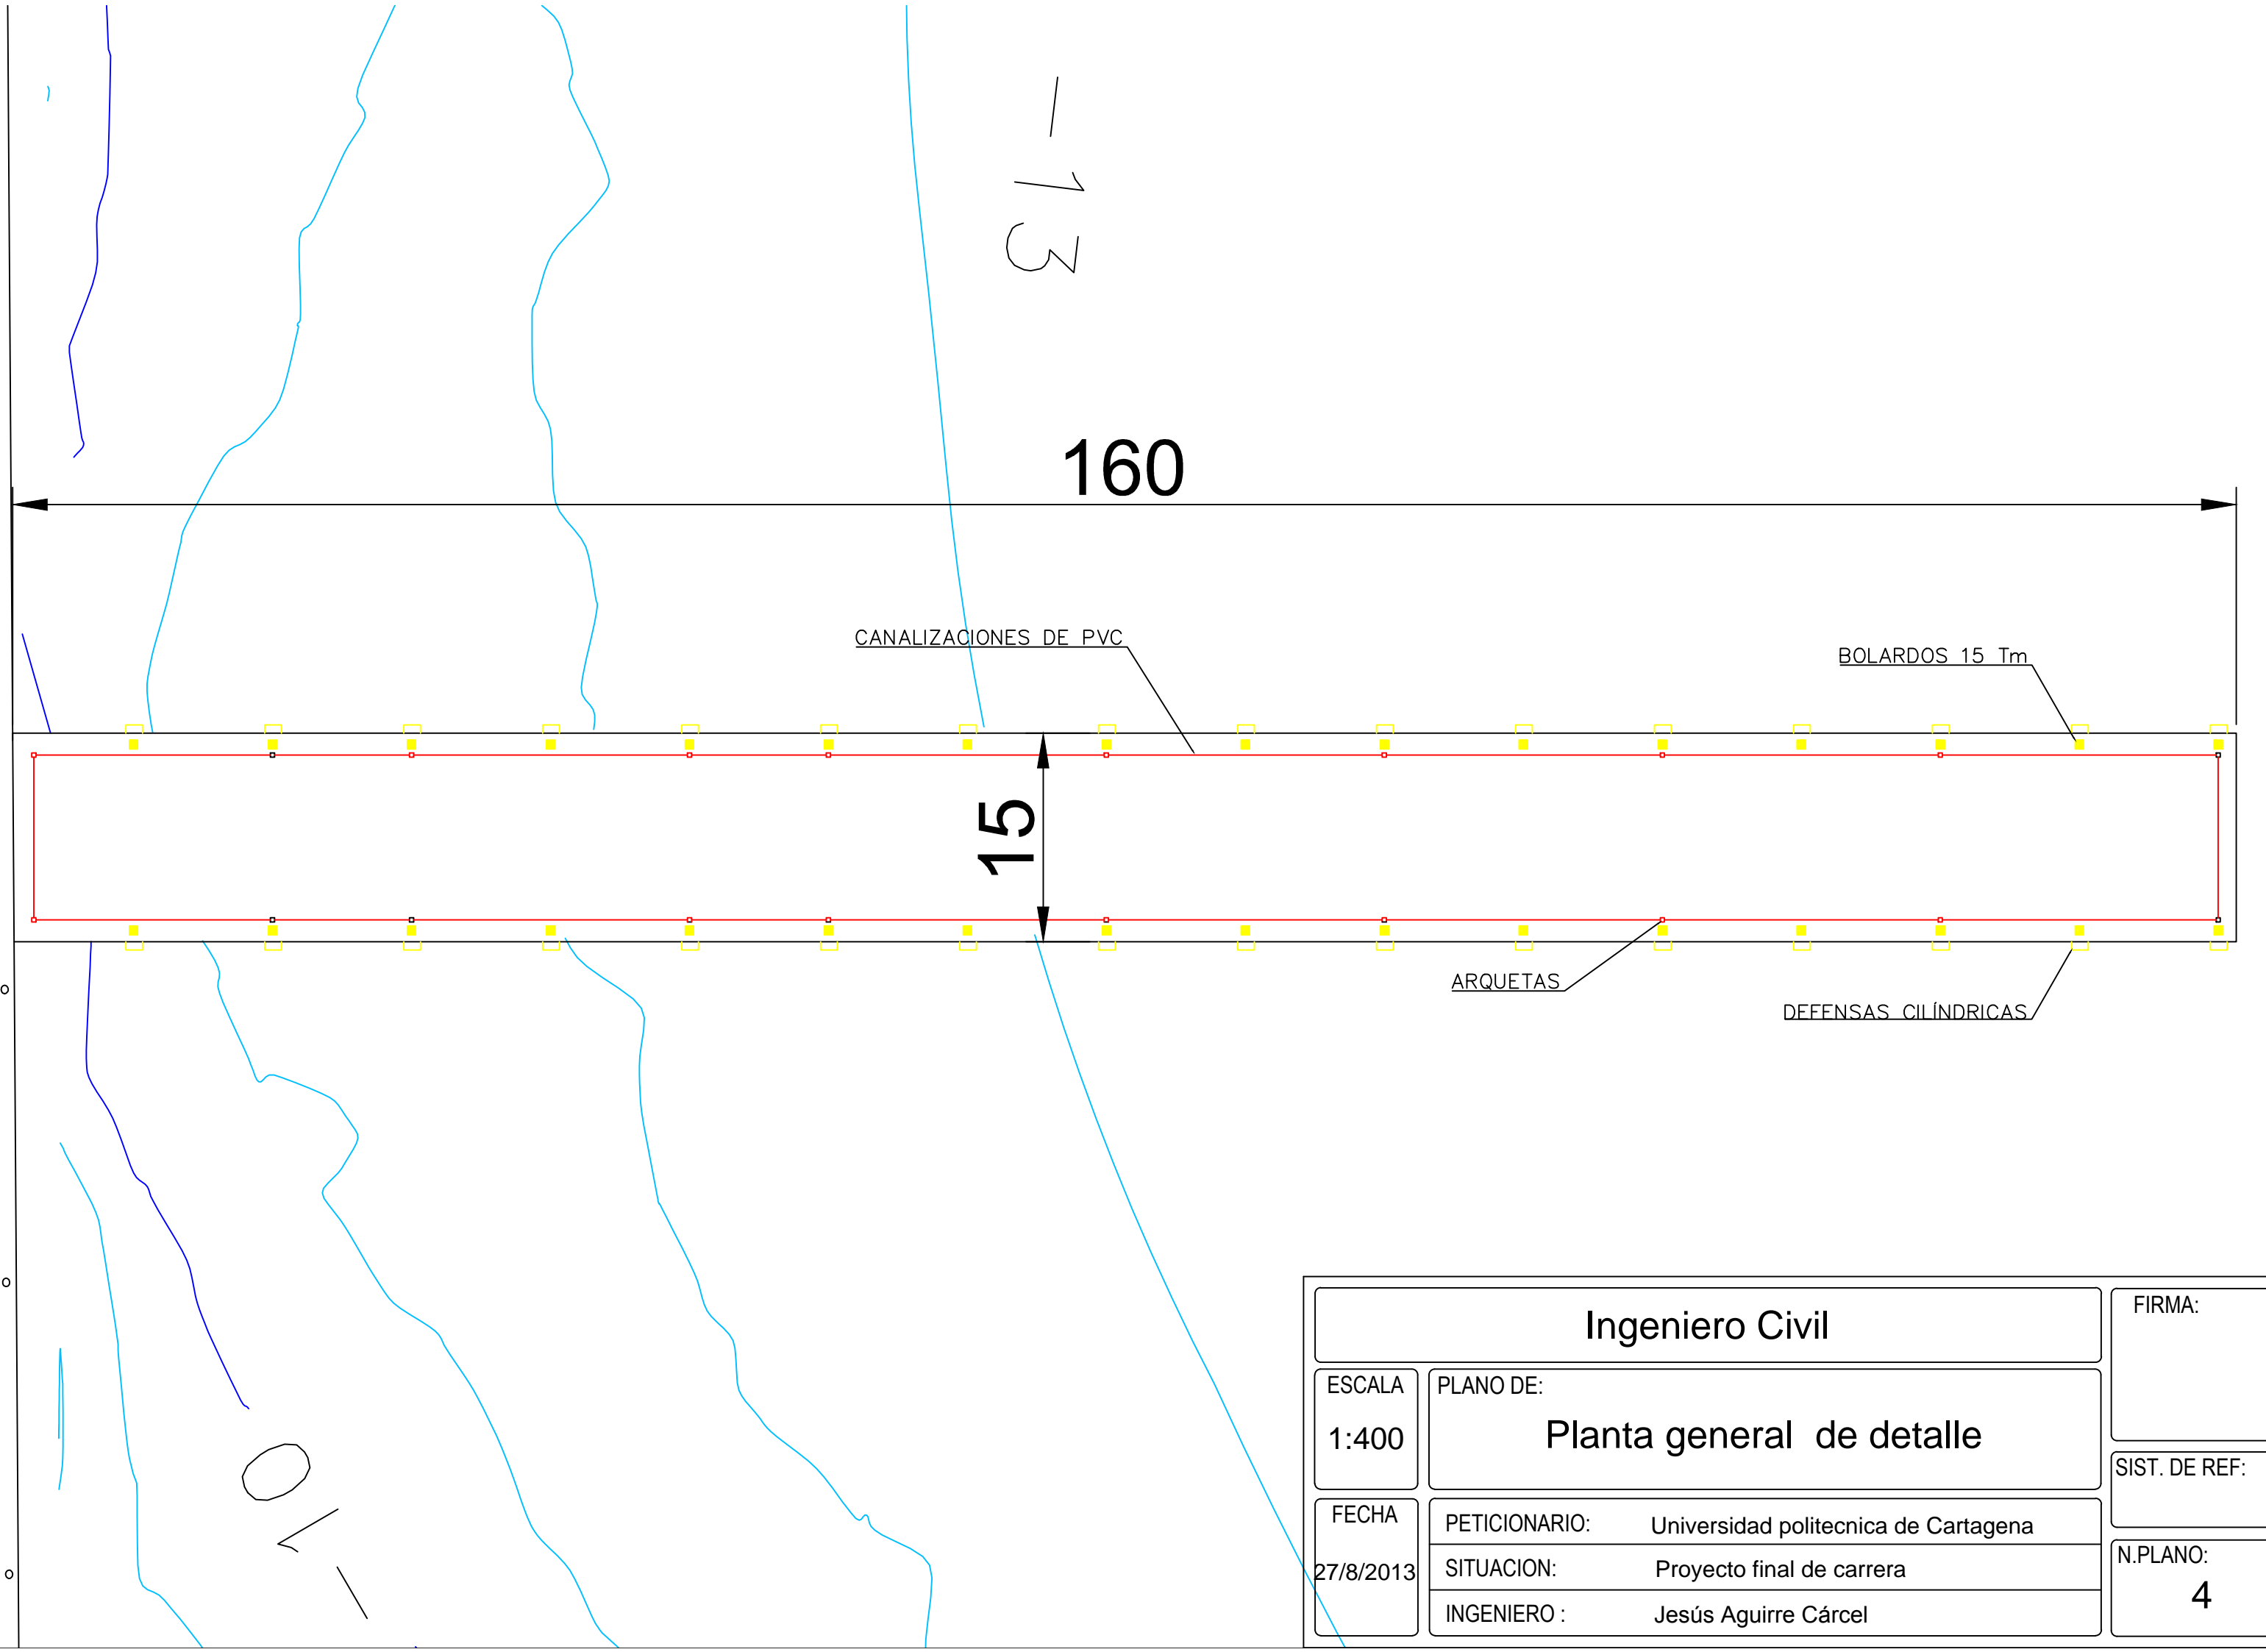 -13
160
CANALIZACIONES DE PVC
BOLARDOS 15 Tm
15
ARQUETAS
DEFENSAS CILÍNDRICAS
-10
Ingeniero Civil
FIRMA:
ESCALA
1:400
PLANO DE:
Planta general de detalle
SIST. DE REF:
FECHA
27/8/2013
PETICIONARIO: Universidad politecnica de Cartagena
SITUACION: Proyecto final de carrera
INGENIERO : Jesús Aguirre Cárcel
N.PLANO:
4